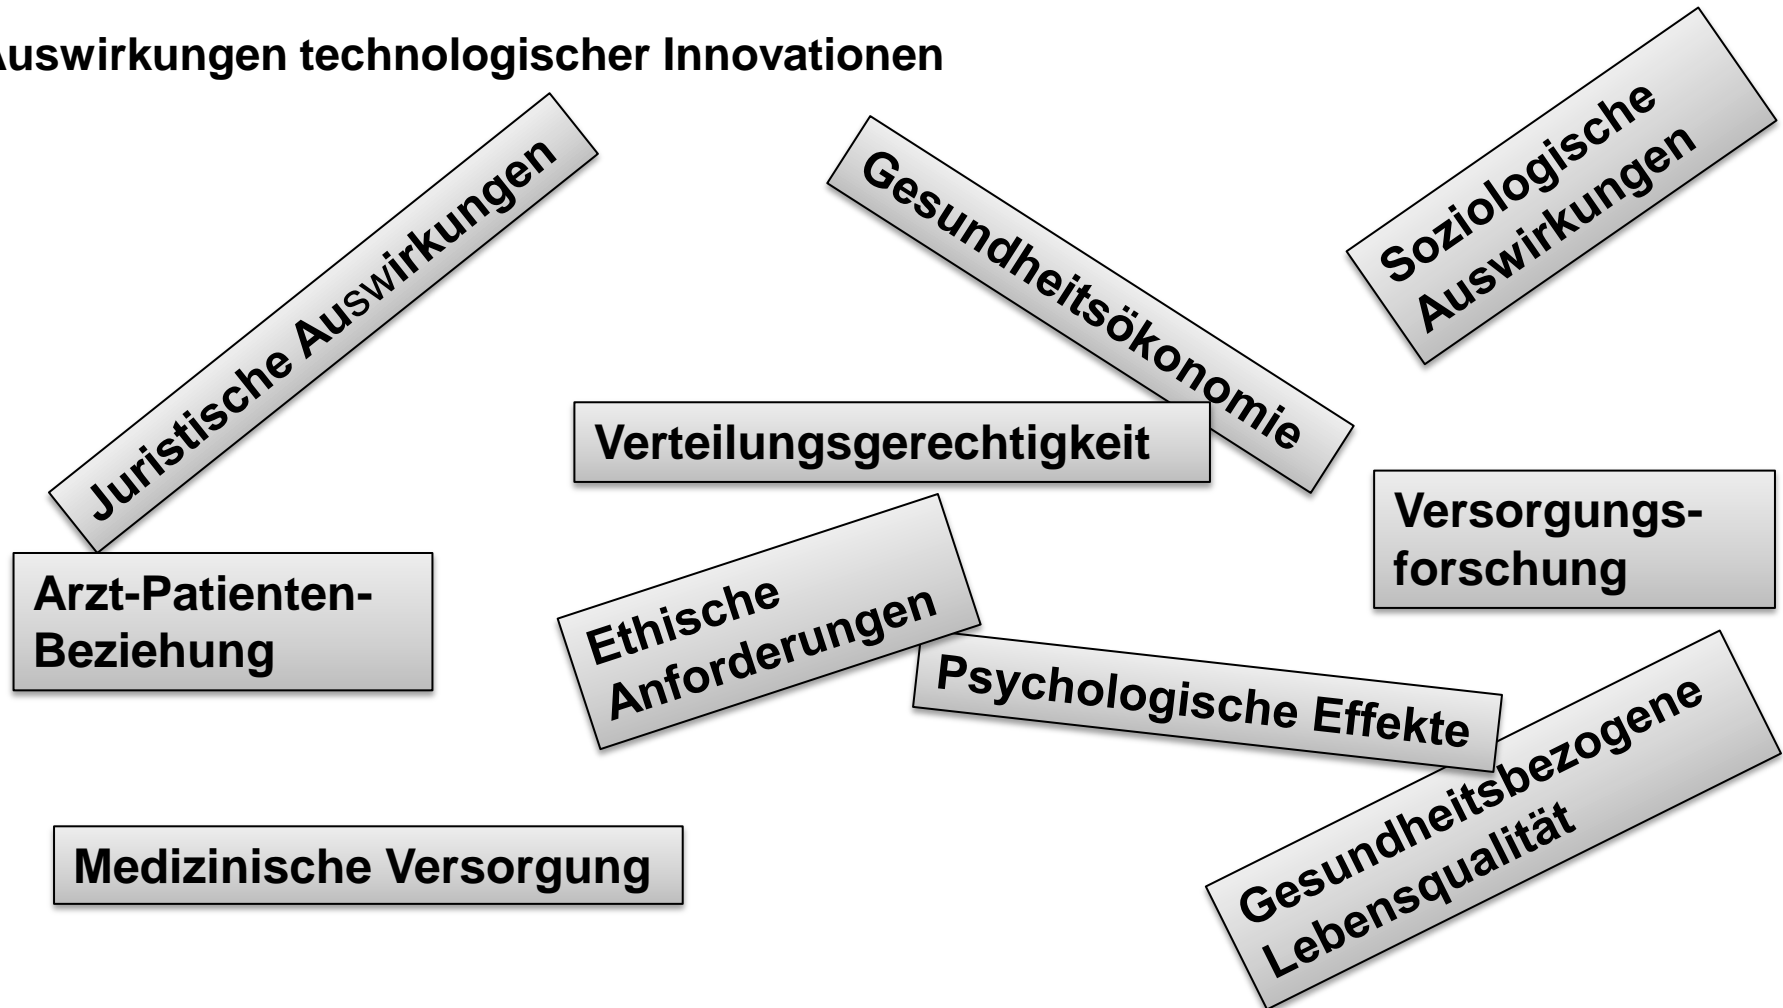 Auswirkungen technologischer Innovationen
Juristische Auswirkungen
Gesundheitsökonomie
Soziologische
Auswirkungen
Verteilungsgerechtigkeit
Versorgungs-
forschung
Arzt-Patienten-
Beziehung
Ethische
Anforderungen
Psychologische Effekte
Gesundheitsbezogene
Lebensqualität
Medizinische Versorgung